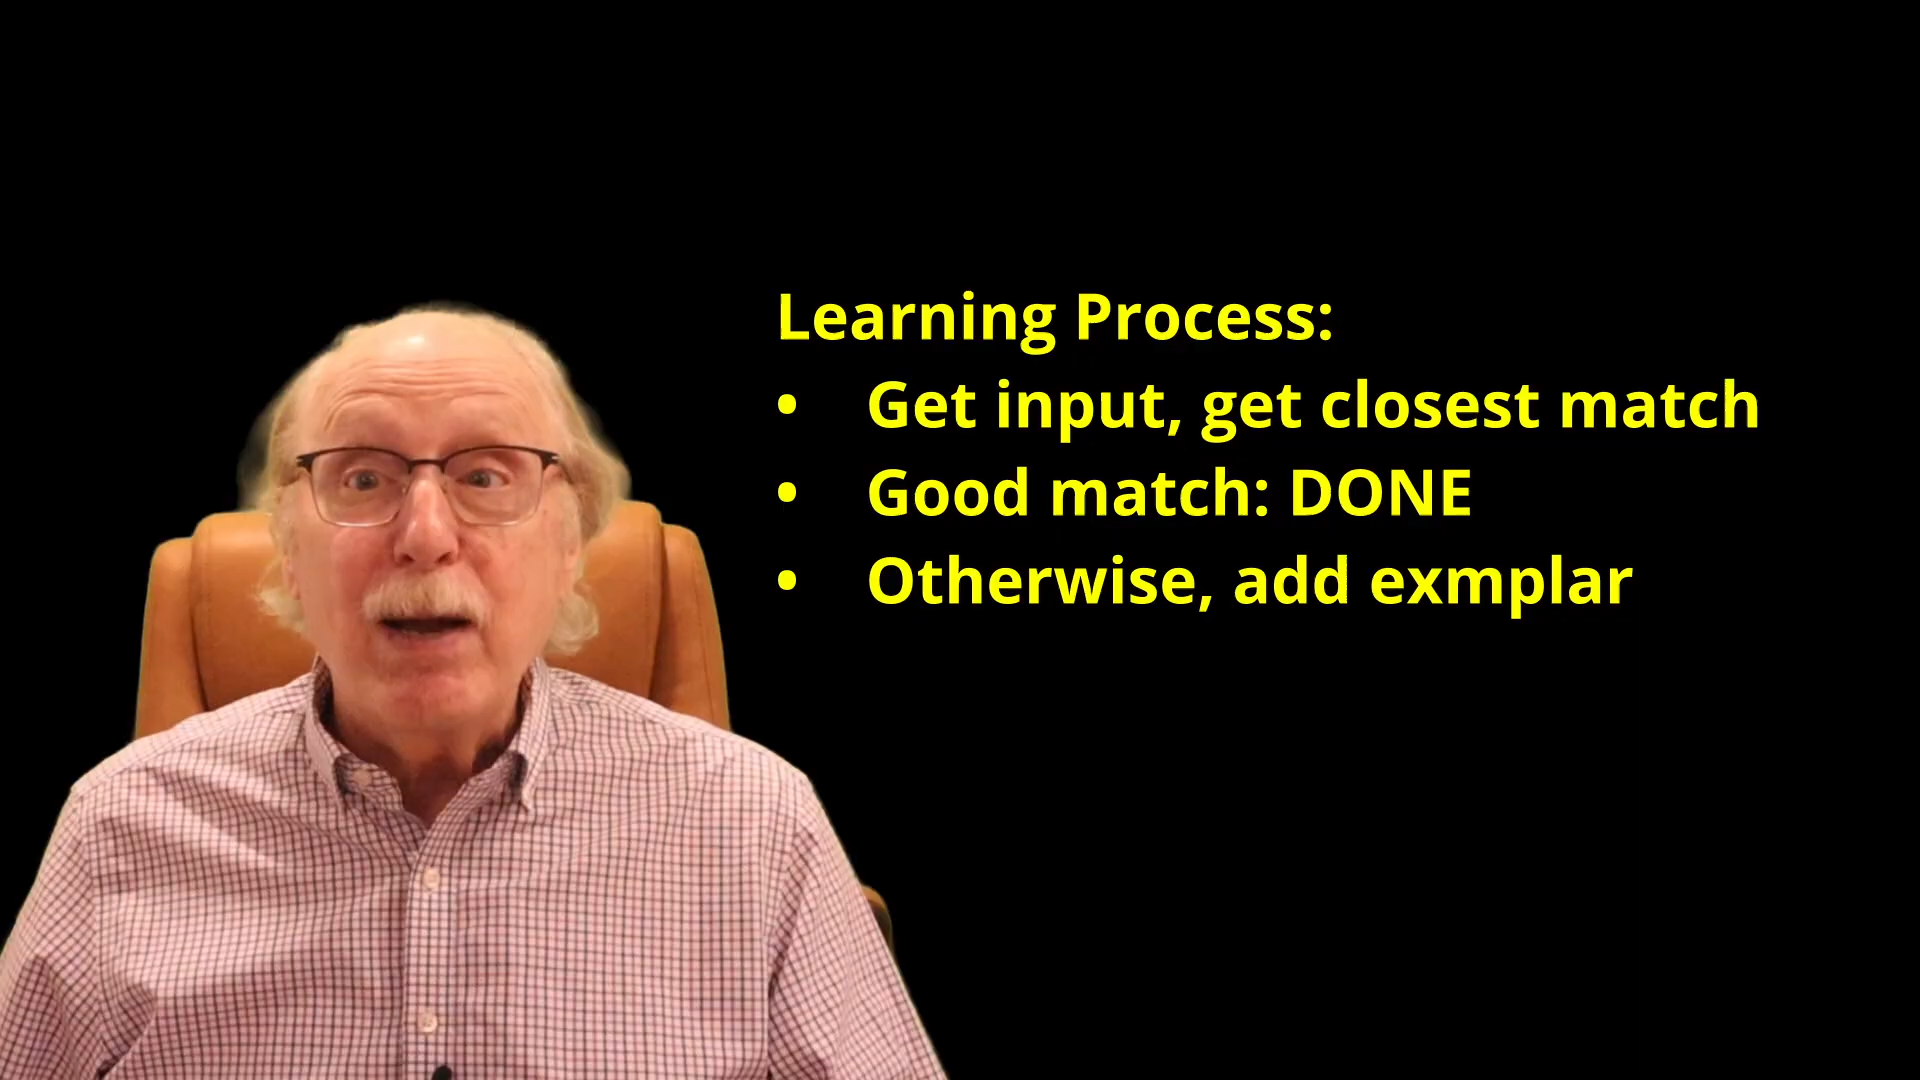 Learning Process:
• Get input, get closest match
• Good match: DONE
• Otherwise, add exmplar